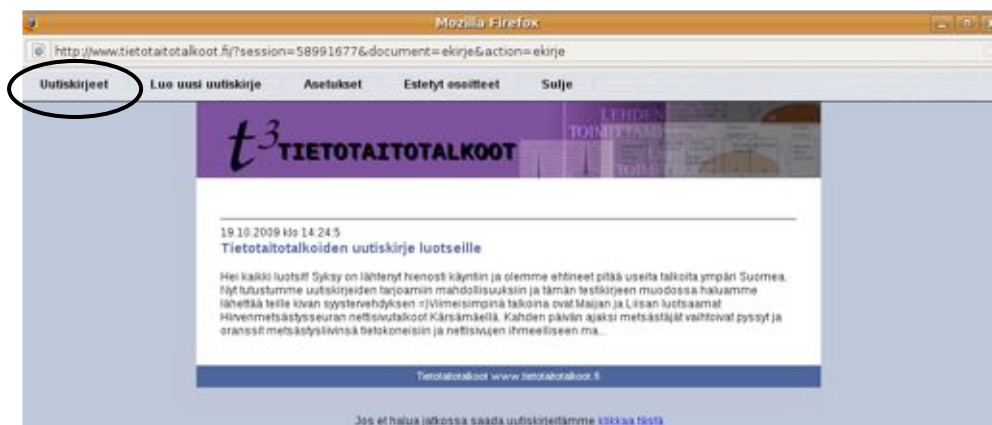 Mozilla Firefox
http://www.tietotaitotalkoot.fi/?session=58991677&document=ekirje&action=ekirje
Uutiskirjeet Luo uusi uutiskirje Asetukset Estetyt osoitteet Sulje
LEHDEN
t3 TIETOTAITOTALKOOT
19.10.2009 klo 14:24:5
Tietotaitotalkoiden uutiskirje luotseille
Hei kaikki luotsit! Syksy on lähtenyt hienosti käyntiin ja olemme ehtineet pitää useita talkoita ympäri Suomea.
Nyt tutustumme uutiskirjeiden tarjoamiin mahdollisuuksiin ja tämän testikirjeen muodossa haluamme
lähettää teille kivan syystervehdyksen =)Viimeisimpinä talkoina ovat Maijan ja Liisan luotsaamat
Hirvenmetsästysseuran nettisivutalkoot Kärsämäellä. Kahden päivän ajaksi metsästäjät vaihtoivat pyssyt ja
oranssit metsästysliivinsä tietokoneisiin ja nettisivujen ihmeelliseen ma...
Tietotaitotalkoot www.tietotaitotalkoot.fi
Jos et halua jatkossa saada uutiskirjeitämme klikkaa tästä